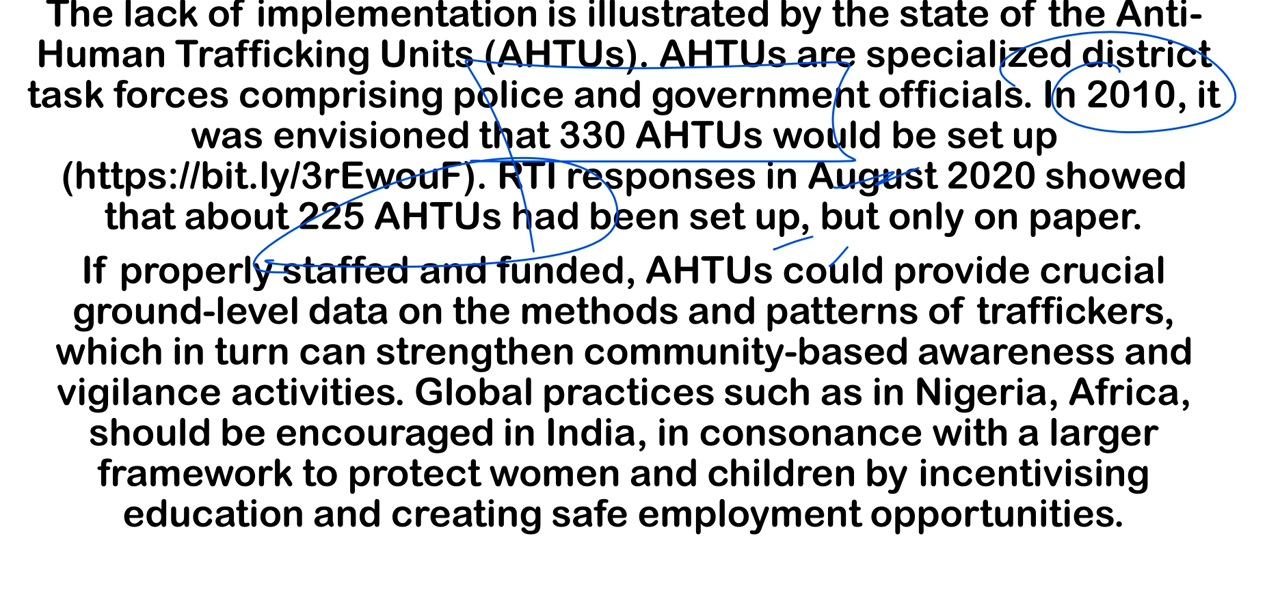 The lack of implementation is illustrated by the state of the Anti-
Human Trafficking Units (AHTUs). AHTUs are specialized district
task forces comprising police and government officials. In 2010, it
was envisioned that 330 AHTUs would be set up
(https://bit.ly/3rEwouF). RTI responses in August 2020 showed
that about 225 AHTUs had been set up, but only on paper.
If properly staffed and funded, AHTUs could provide crucial
ground-level data on the methods and patterns of traffickers,
which in turn can strengthen community-based awareness and
vigilance activities. Global practices such as in Nigeria, Africa,
should be encouraged in India, in consonance with a larger
framework to protect women and children by incentivising
education and creating safe employment opportunities.